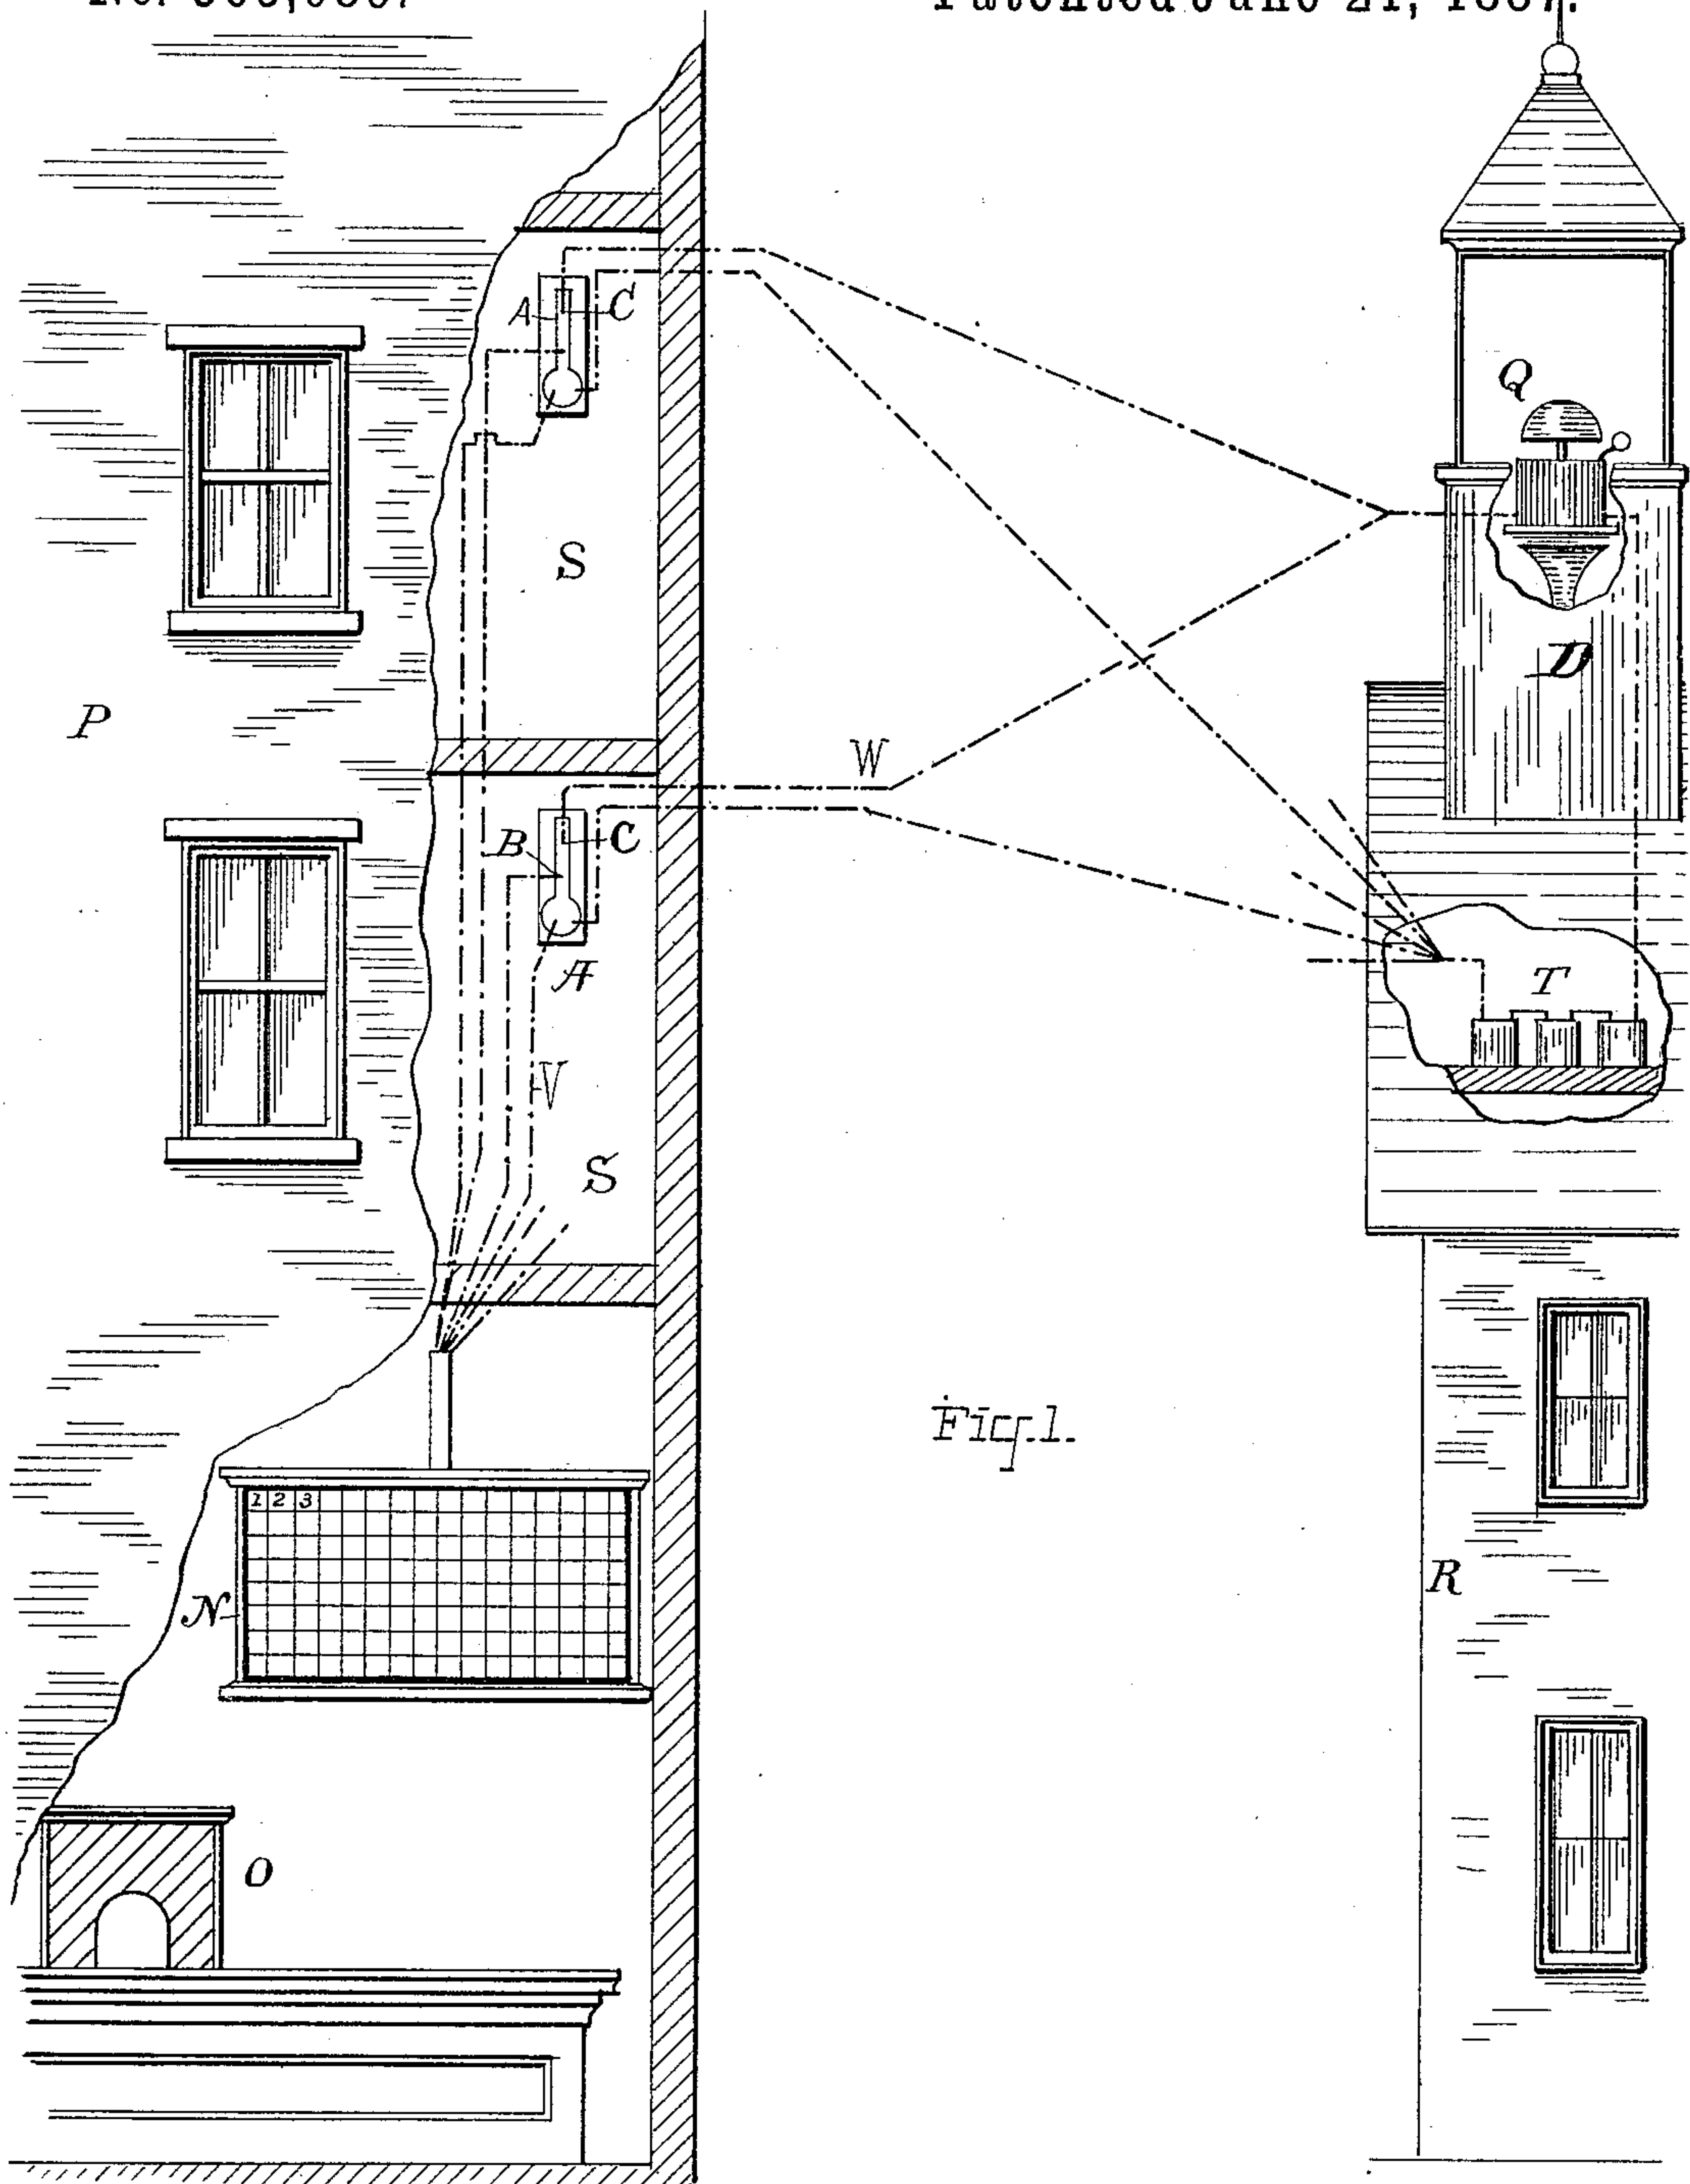 Patented June 21, 1887.
A
C
Q
S
D
P
W
B
C
A
T
V
S
Fig. 1.
1 2 3
N
R
O